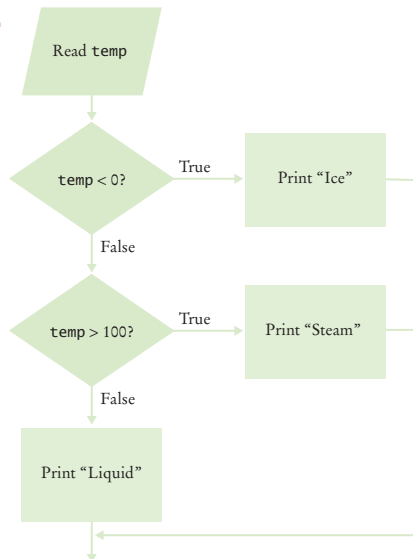 Read temp
temp < 0?
True
Print “Ice”
False
temp > 100?
True
Print “Steam”
False
Print “Liquid”